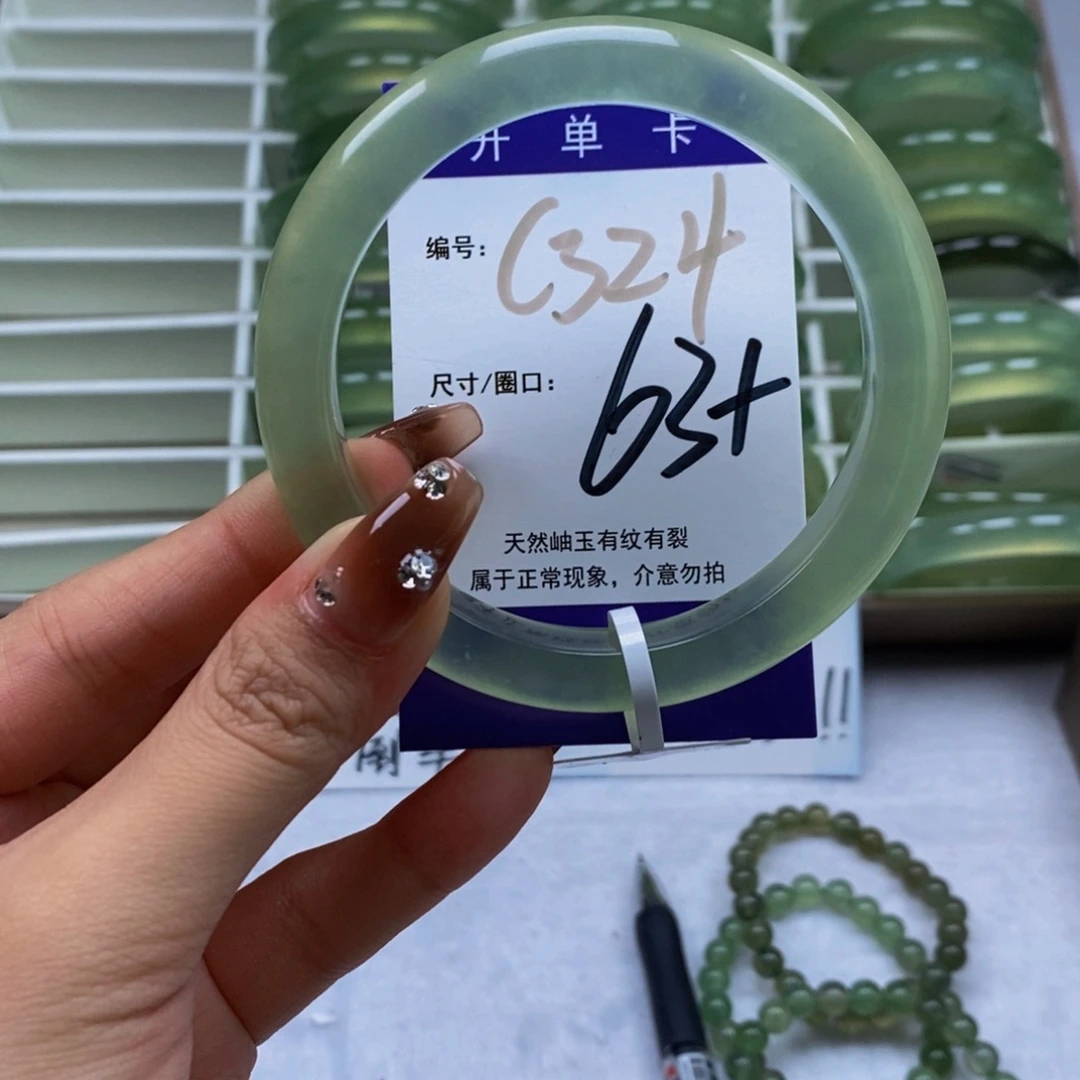 开单卡
编号: C324
尺寸/圈口: 63+
天然岫玉有纹有裂
属于正常现象，介意勿拍
!!